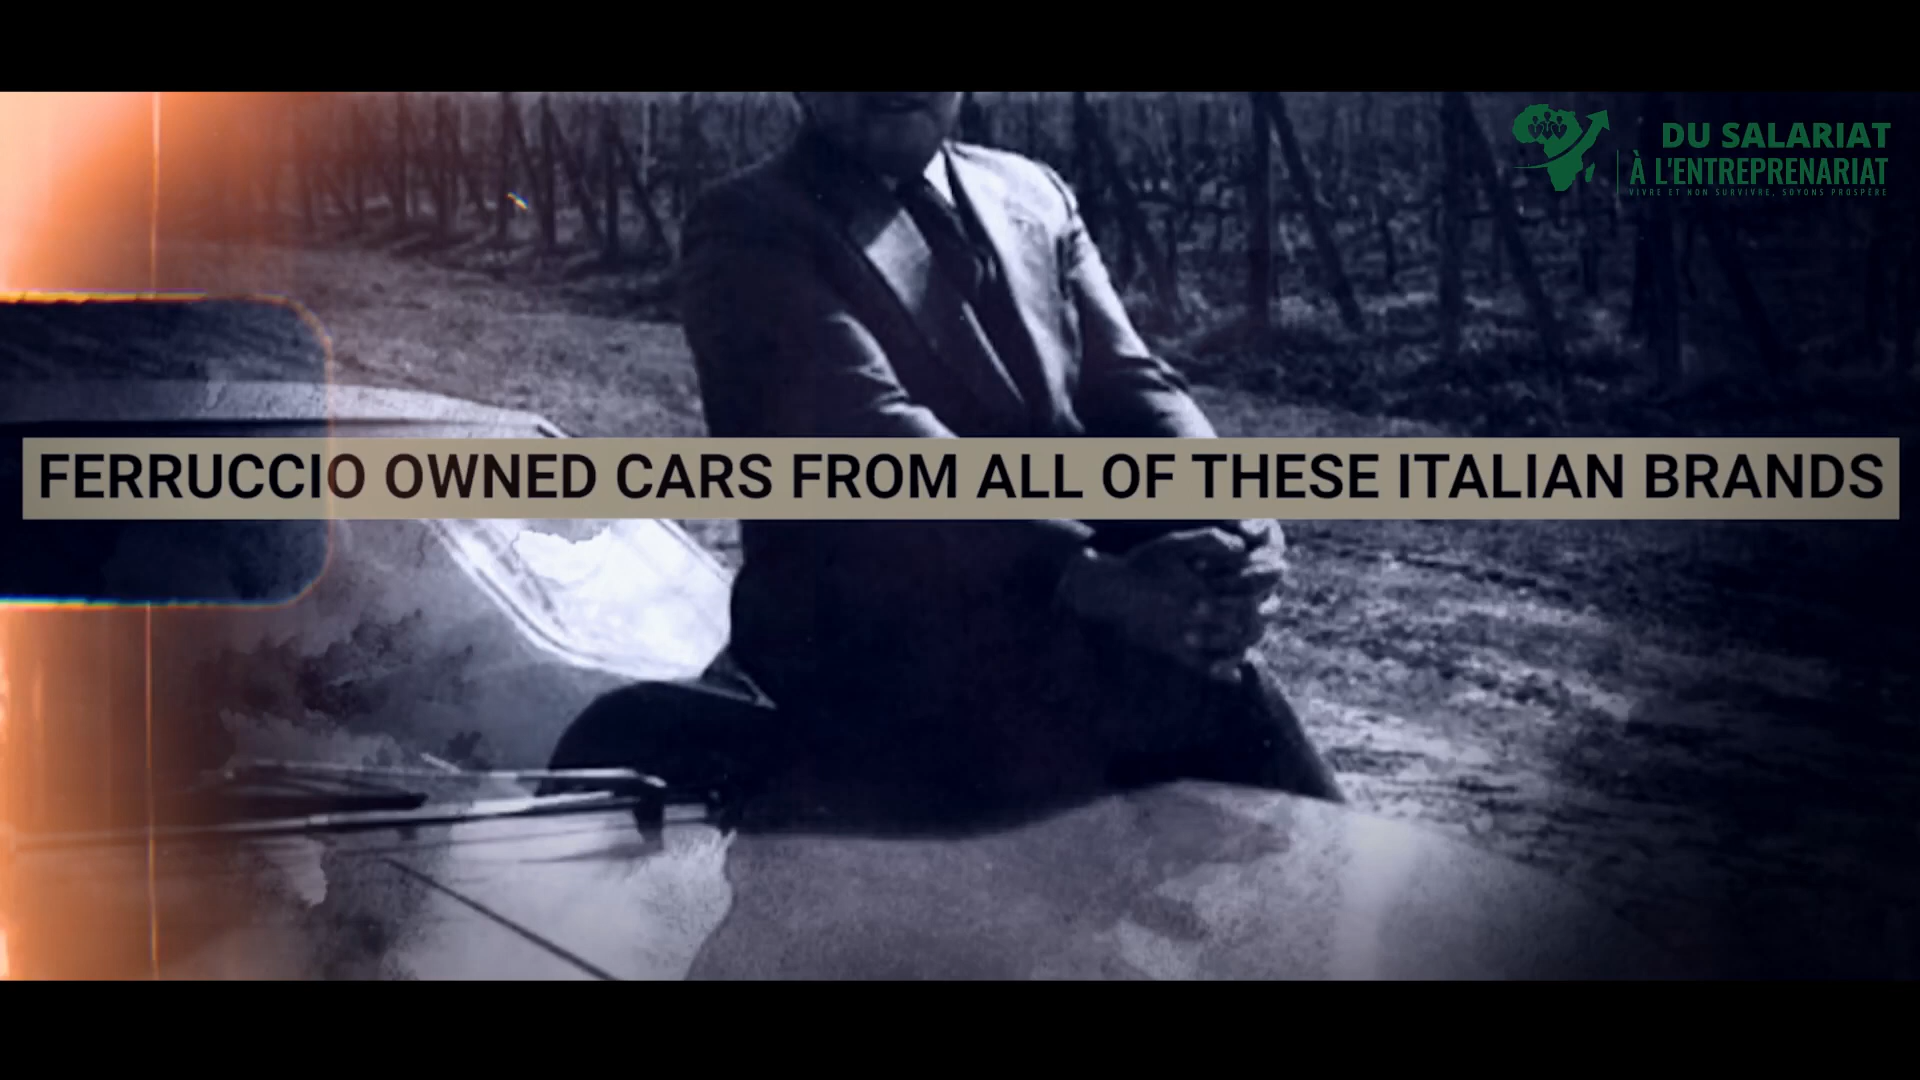 DU SALARIAT
À L'ENTREPRENARIAT
VIVRE ET NON SURVIVRE, SOYONS PROSPÈRE
FERRUCCIO OWNED CARS FROM ALL OF THESE ITALIAN BRANDS